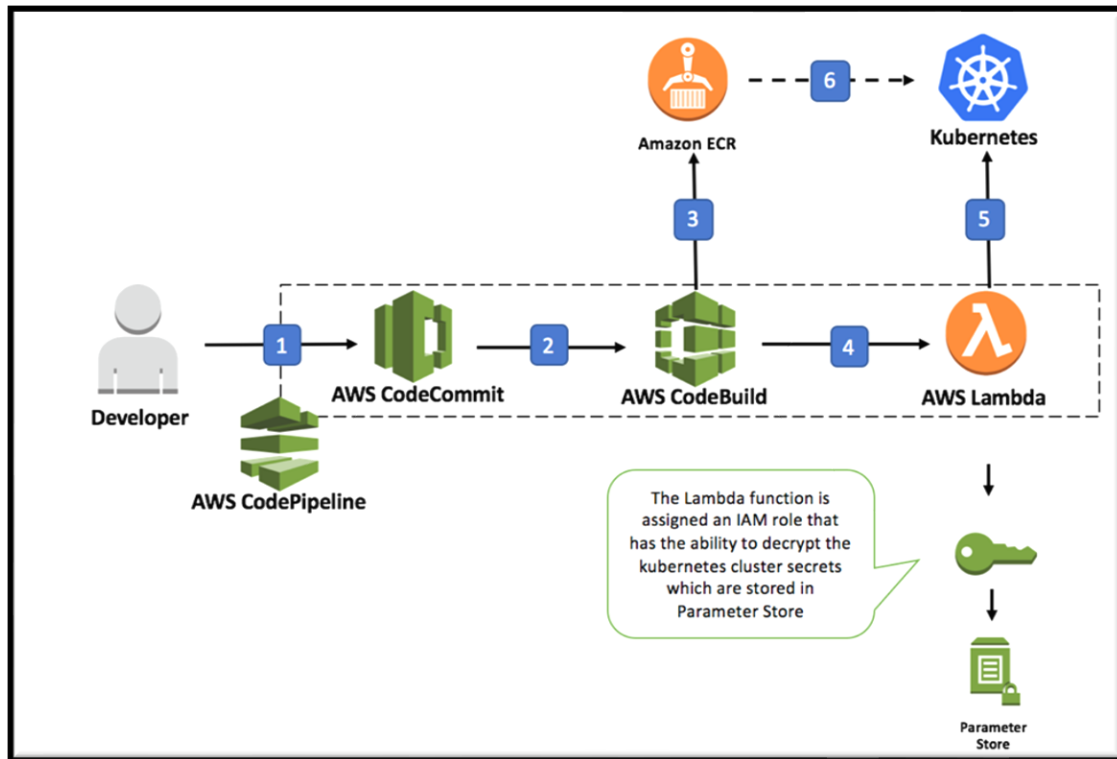 Amazon ECR
6
Kubernetes
3
5
1
2
4
Developer
AWS CodeCommit
AWS CodeBuild
AWS Lambda
AWS CodePipeline
The Lambda function is
assigned an IAM role that
has the ability to decrypt the
kubernetes cluster secrets
which are stored in
Parameter Store
Parameter
Store